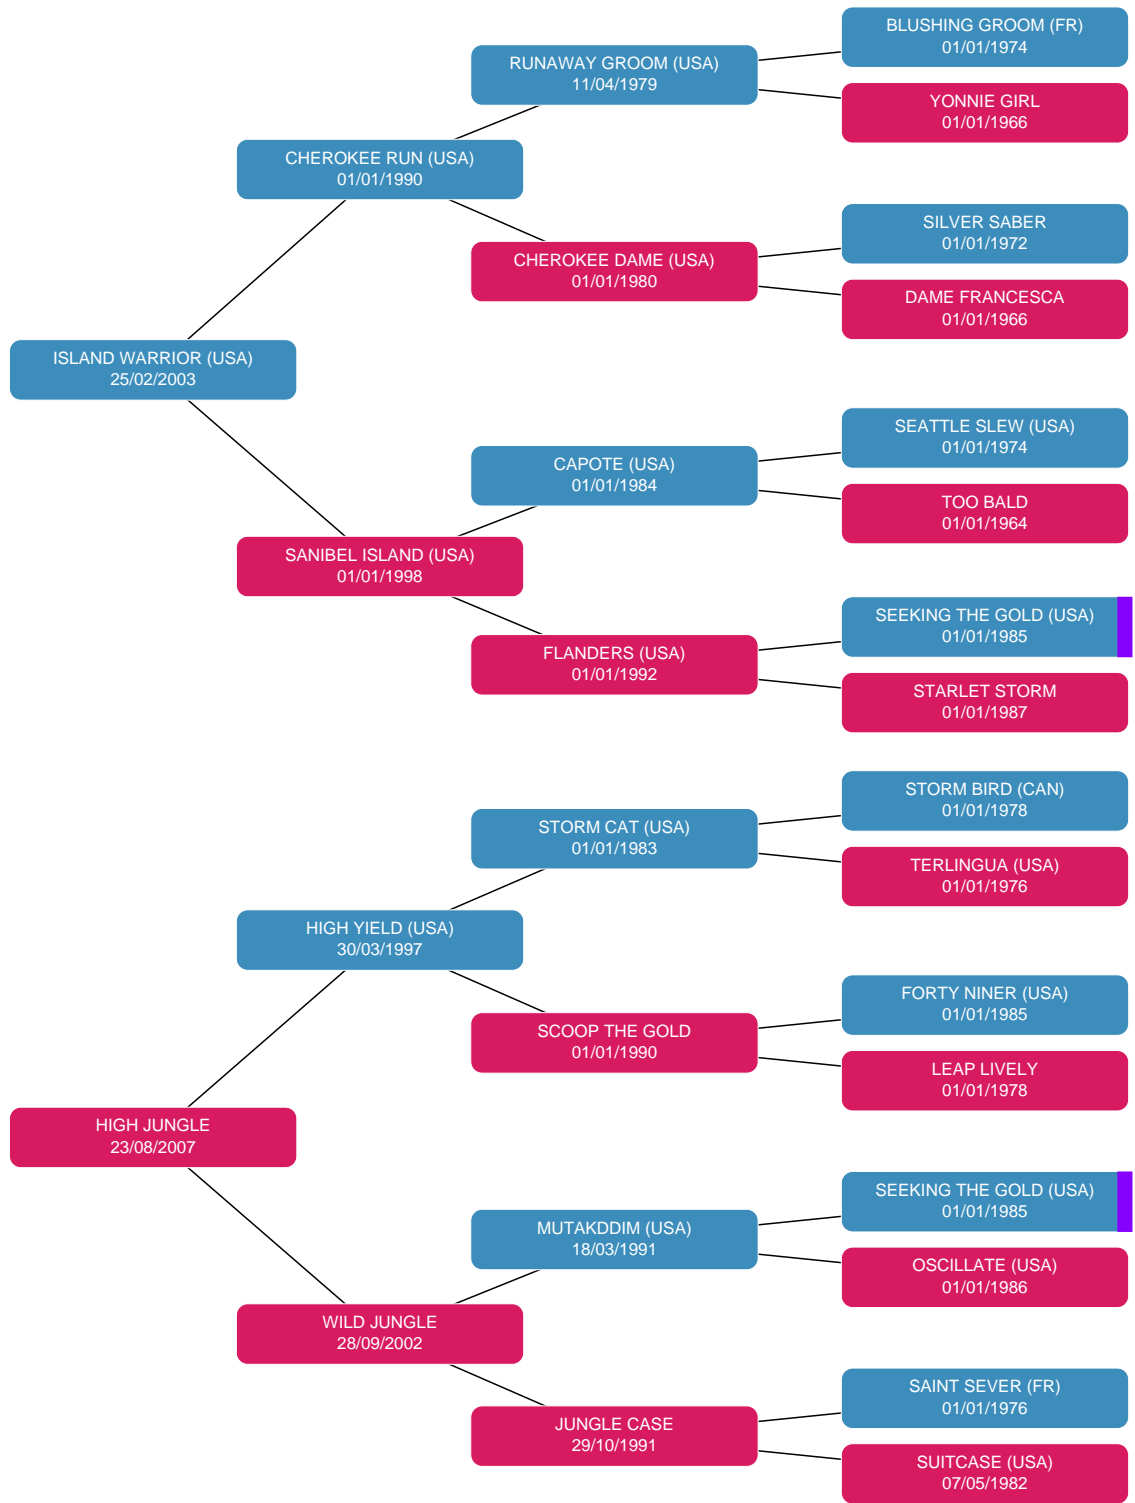 BLUSHING GROOM (FR)
01/01/1974
RUNAWAY GROOM (USA)
11/04/1979
YONNIE GIRL
01/01/1966
CHEROKEE RUN (USA)
01/01/1990
SILVER SABER
01/01/1972
CHEROKEE DAME (USA)
01/01/1980
DAME FRANCESCA
01/01/1966
ISLAND WARRIOR (USA)
25/02/2003
SEATTLE SLEW (USA)
01/01/1974
CAPOTE (USA)
01/01/1984
TOO BALD
01/01/1964
SANIBEL ISLAND (USA)
01/01/1998
SEEKING THE GOLD (USA)
01/01/1985
FLANDERS (USA)
01/01/1992
STARLET STORM
01/01/1987
STORM BIRD (CAN)
01/01/1978
STORM CAT (USA)
01/01/1983
TERLINGUA (USA)
01/01/1976
HIGH YIELD (USA)
30/03/1997
FORTY NINER (USA)
01/01/1985
SCOOP THE GOLD
01/01/1990
LEAP LIVELY
01/01/1978
HIGH JUNGLE
23/08/2007
SEEKING THE GOLD (USA)
01/01/1985
MUTAKDDIM (USA)
18/03/1991
OSCILLATE (USA)
01/01/1986
WILD JUNGLE
28/09/2002
SAINT SEVER (FR)
01/01/1976
JUNGLE CASE
29/10/1991
SUITCASE (USA)
07/05/1982